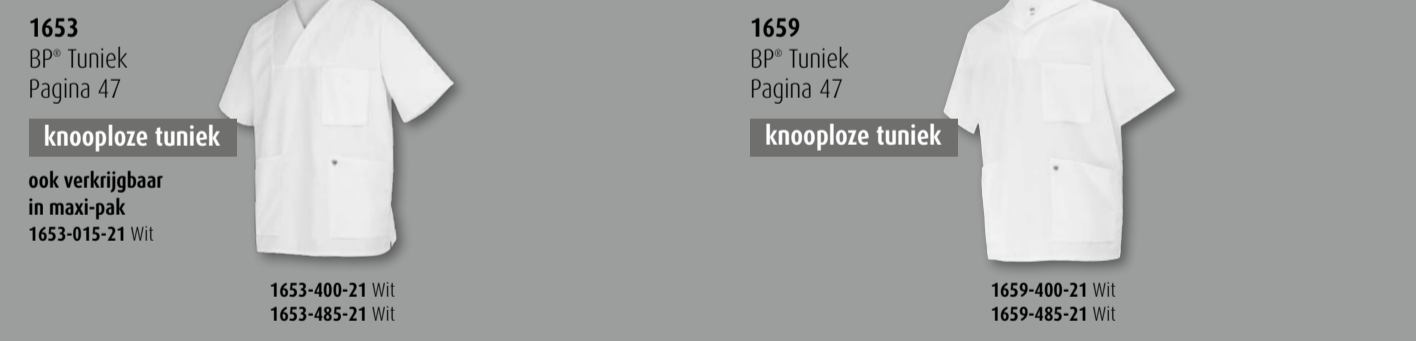 1653
BP® Tuniek
Pagina 47
knooploze tuniek
ook verkrijgbaar
in maxi-pak
1653-015-21 Wit
1653-400-21 Wit
1653-485-21 Wit
1659
BP® Tuniek
Pagina 47
knooploze tuniek
1659-400-21 Wit
1659-485-21 Wit